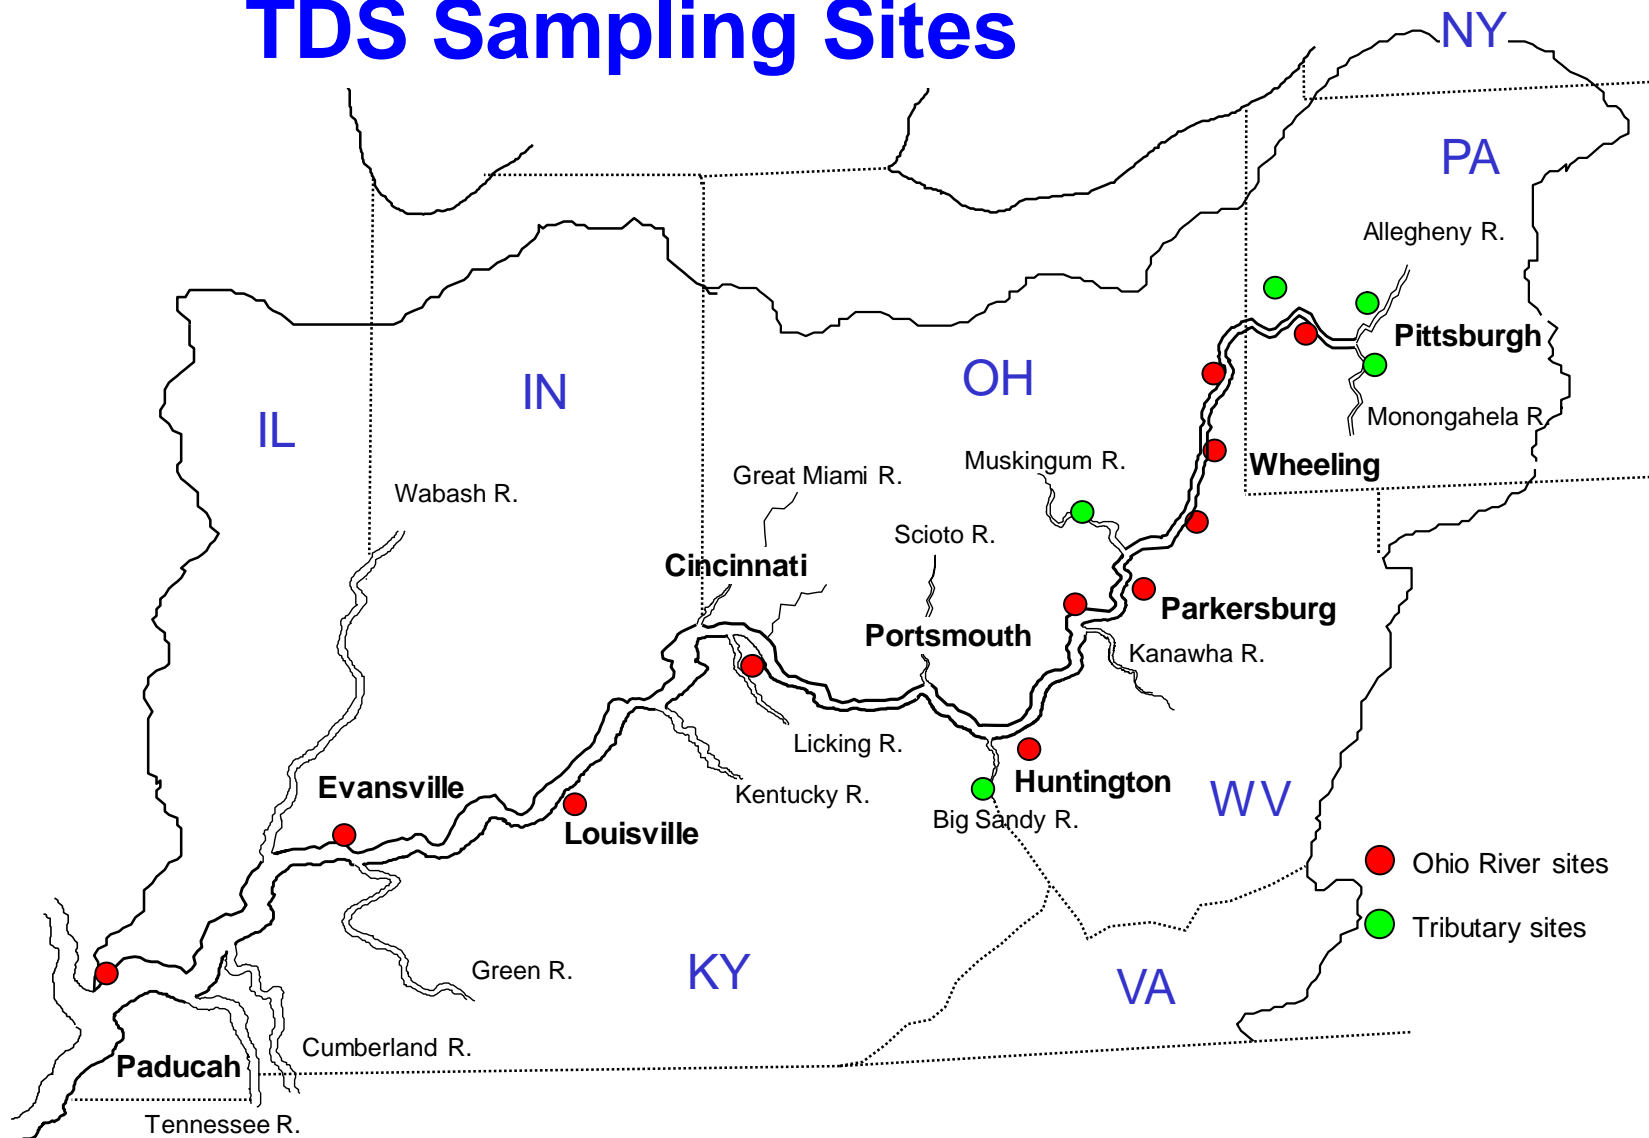 TDS Sampling Sites
NY
PA
Allegheny R.
Pittsburgh
OH
IN
IL
Monongahela R.
Muskingum R.
Wheeling
Great Miami R.
Wabash R.
Scioto R.
Cincinnati
Parkersburg
Portsmouth
Kanawha R.
Licking R.
Huntington
Evansville
Kentucky R.
WV
Big Sandy R.
Louisville
Ohio River sites
Tributary sites
Green R.
KY
VA
Cumberland R.
Paducah
Tennessee R.